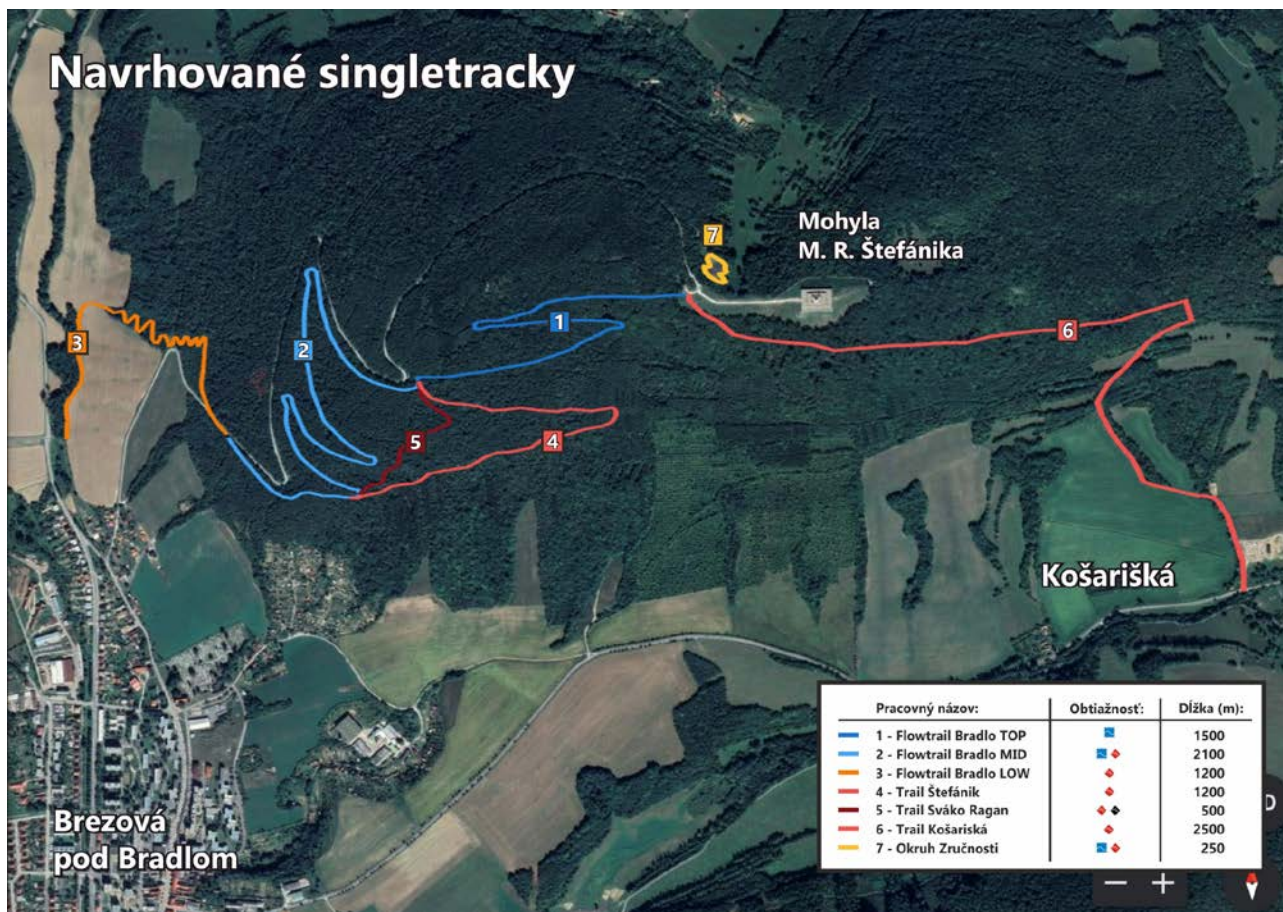 Navrhované singletracky
7
Mohyla
M. R. Štefánika
1
6
3
2
5
4
Košarišká
Brezová
pod Bradlom
Pracovný názov: Obtiažnosť: Dĺžka (m):
1 - Flowtrail Bradlo TOP 1500
2 - Flowtrail Bradlo MID 2100
3 - Flowtrail Bradlo LOW 1200
4 - Trail Štefánik 1200
5 - Trail Sváko Ragan 500
6 - Trail Košariská 2500
7 - Okruh Zručnosti 250
D